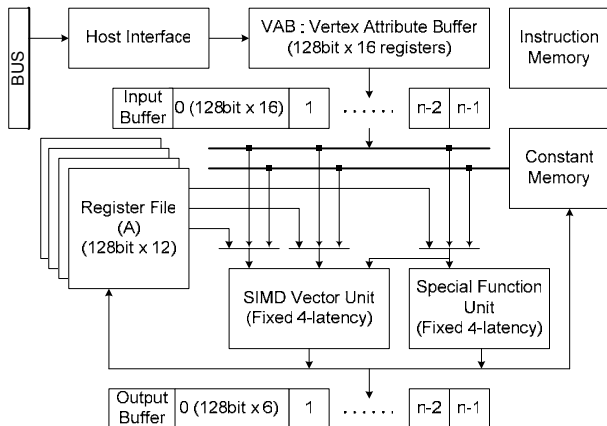 BUS
Host Interface
VAB : Vertex Attribute Buffer
(128bit x 16 registers)
Instruction
Memory
Input
Buffer
0 (128bit x 16)
1
......
n-2
n-1
Constant
Memory
Register File
(A)
(128bit x 12)
SIMD Vector Unit
(Fixed 4-latency)
Special Function
Unit
(Fixed 4-latency)
Output
Buffer
0 (128bit x 6)
1
......
n-2
n-1